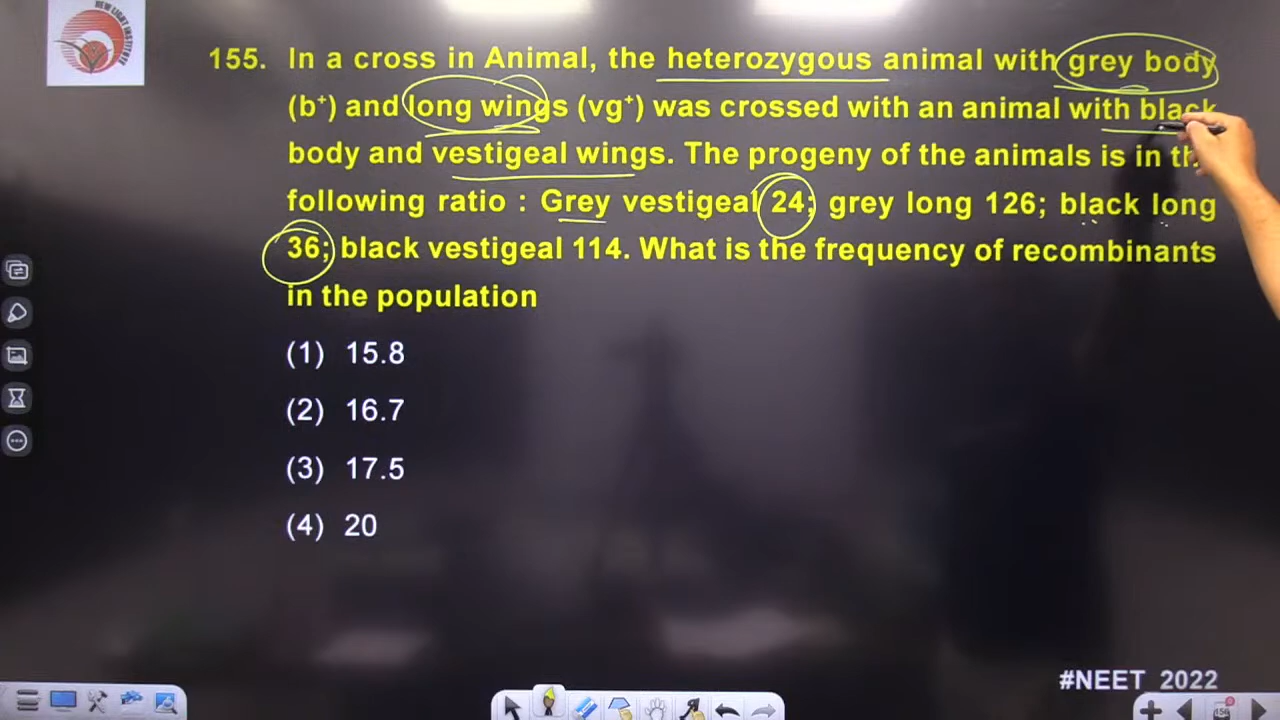 NEW LIGHT INSTITUTE
155. In a cross in Animal, the heterozygous animal with grey body
(b⁺) and long wings (vg⁺) was crossed with an animal with black
body and vestigeal wings. The progeny of the animals is in
following ratio : Grey vestigeal 24; grey long 126; black long
36; black vestigeal 114. What is the frequency of recombinants
in the population
(1) 15.8
(2) 16.7
(3) 17.5
(4) 20
#NEET 2022